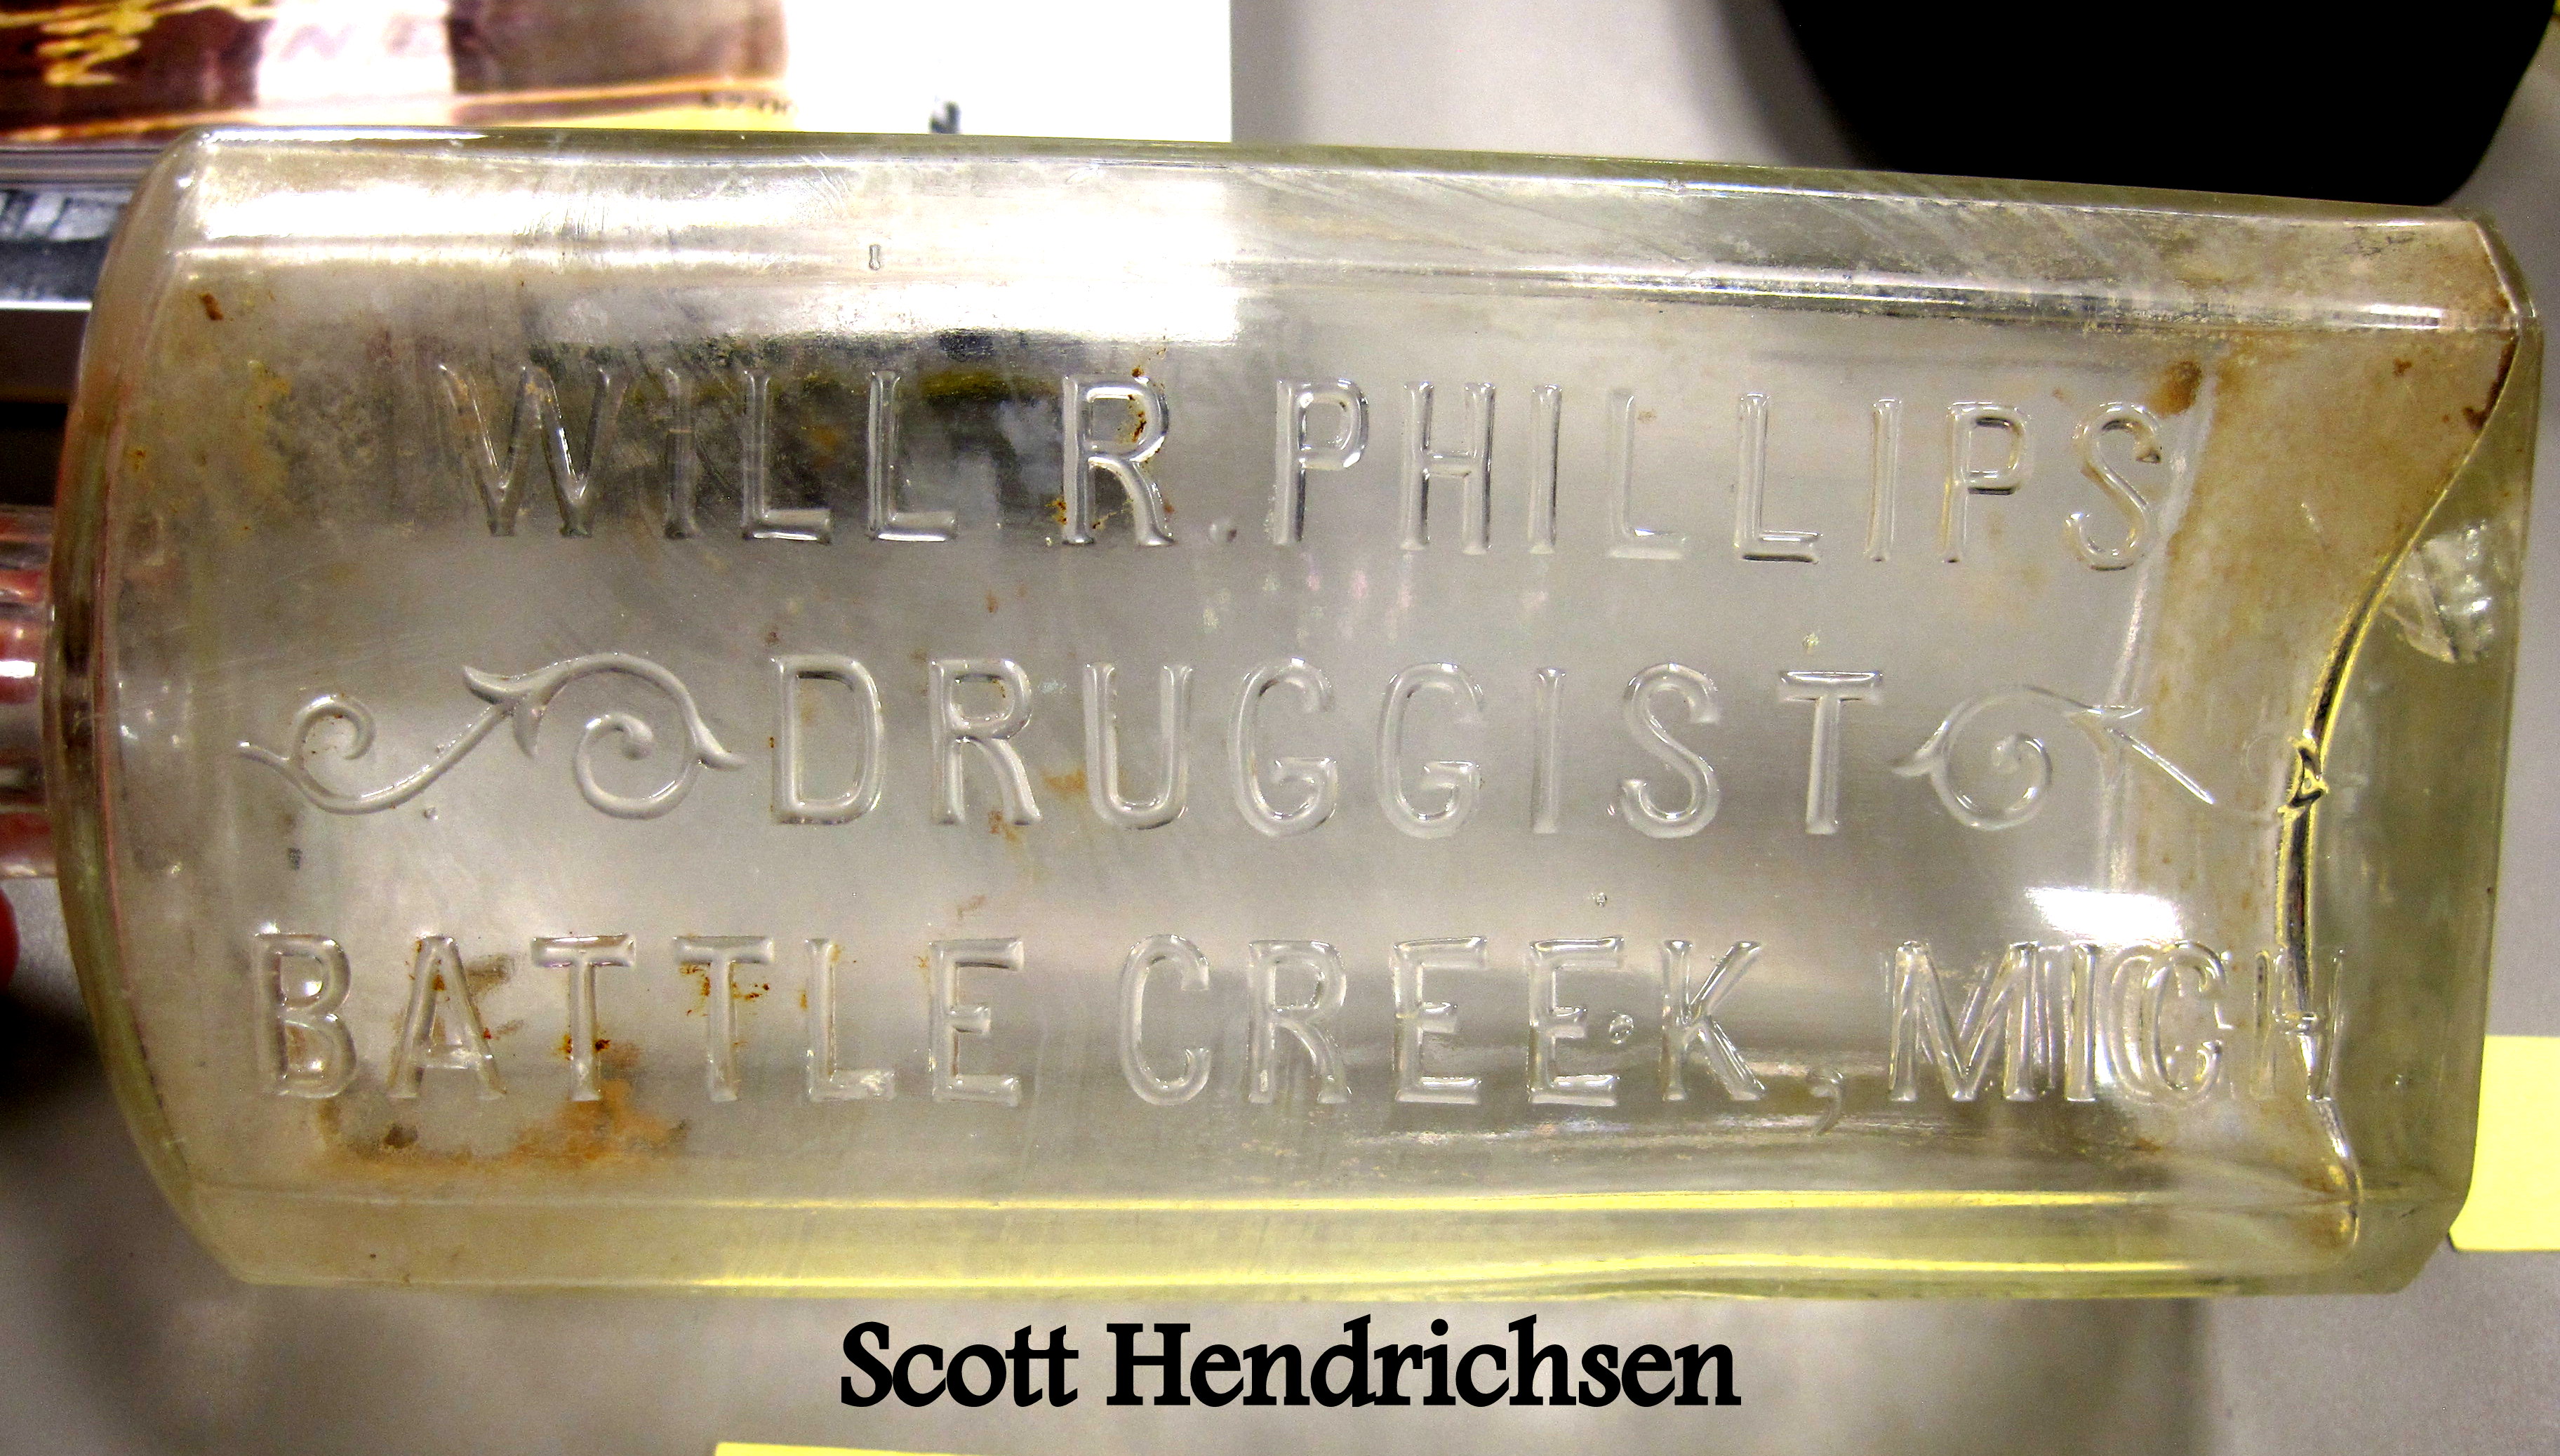 WILL R. PHILLIPS
DRUGGIST
BATTLE CREEK, MICH
Scott Hendrichsen